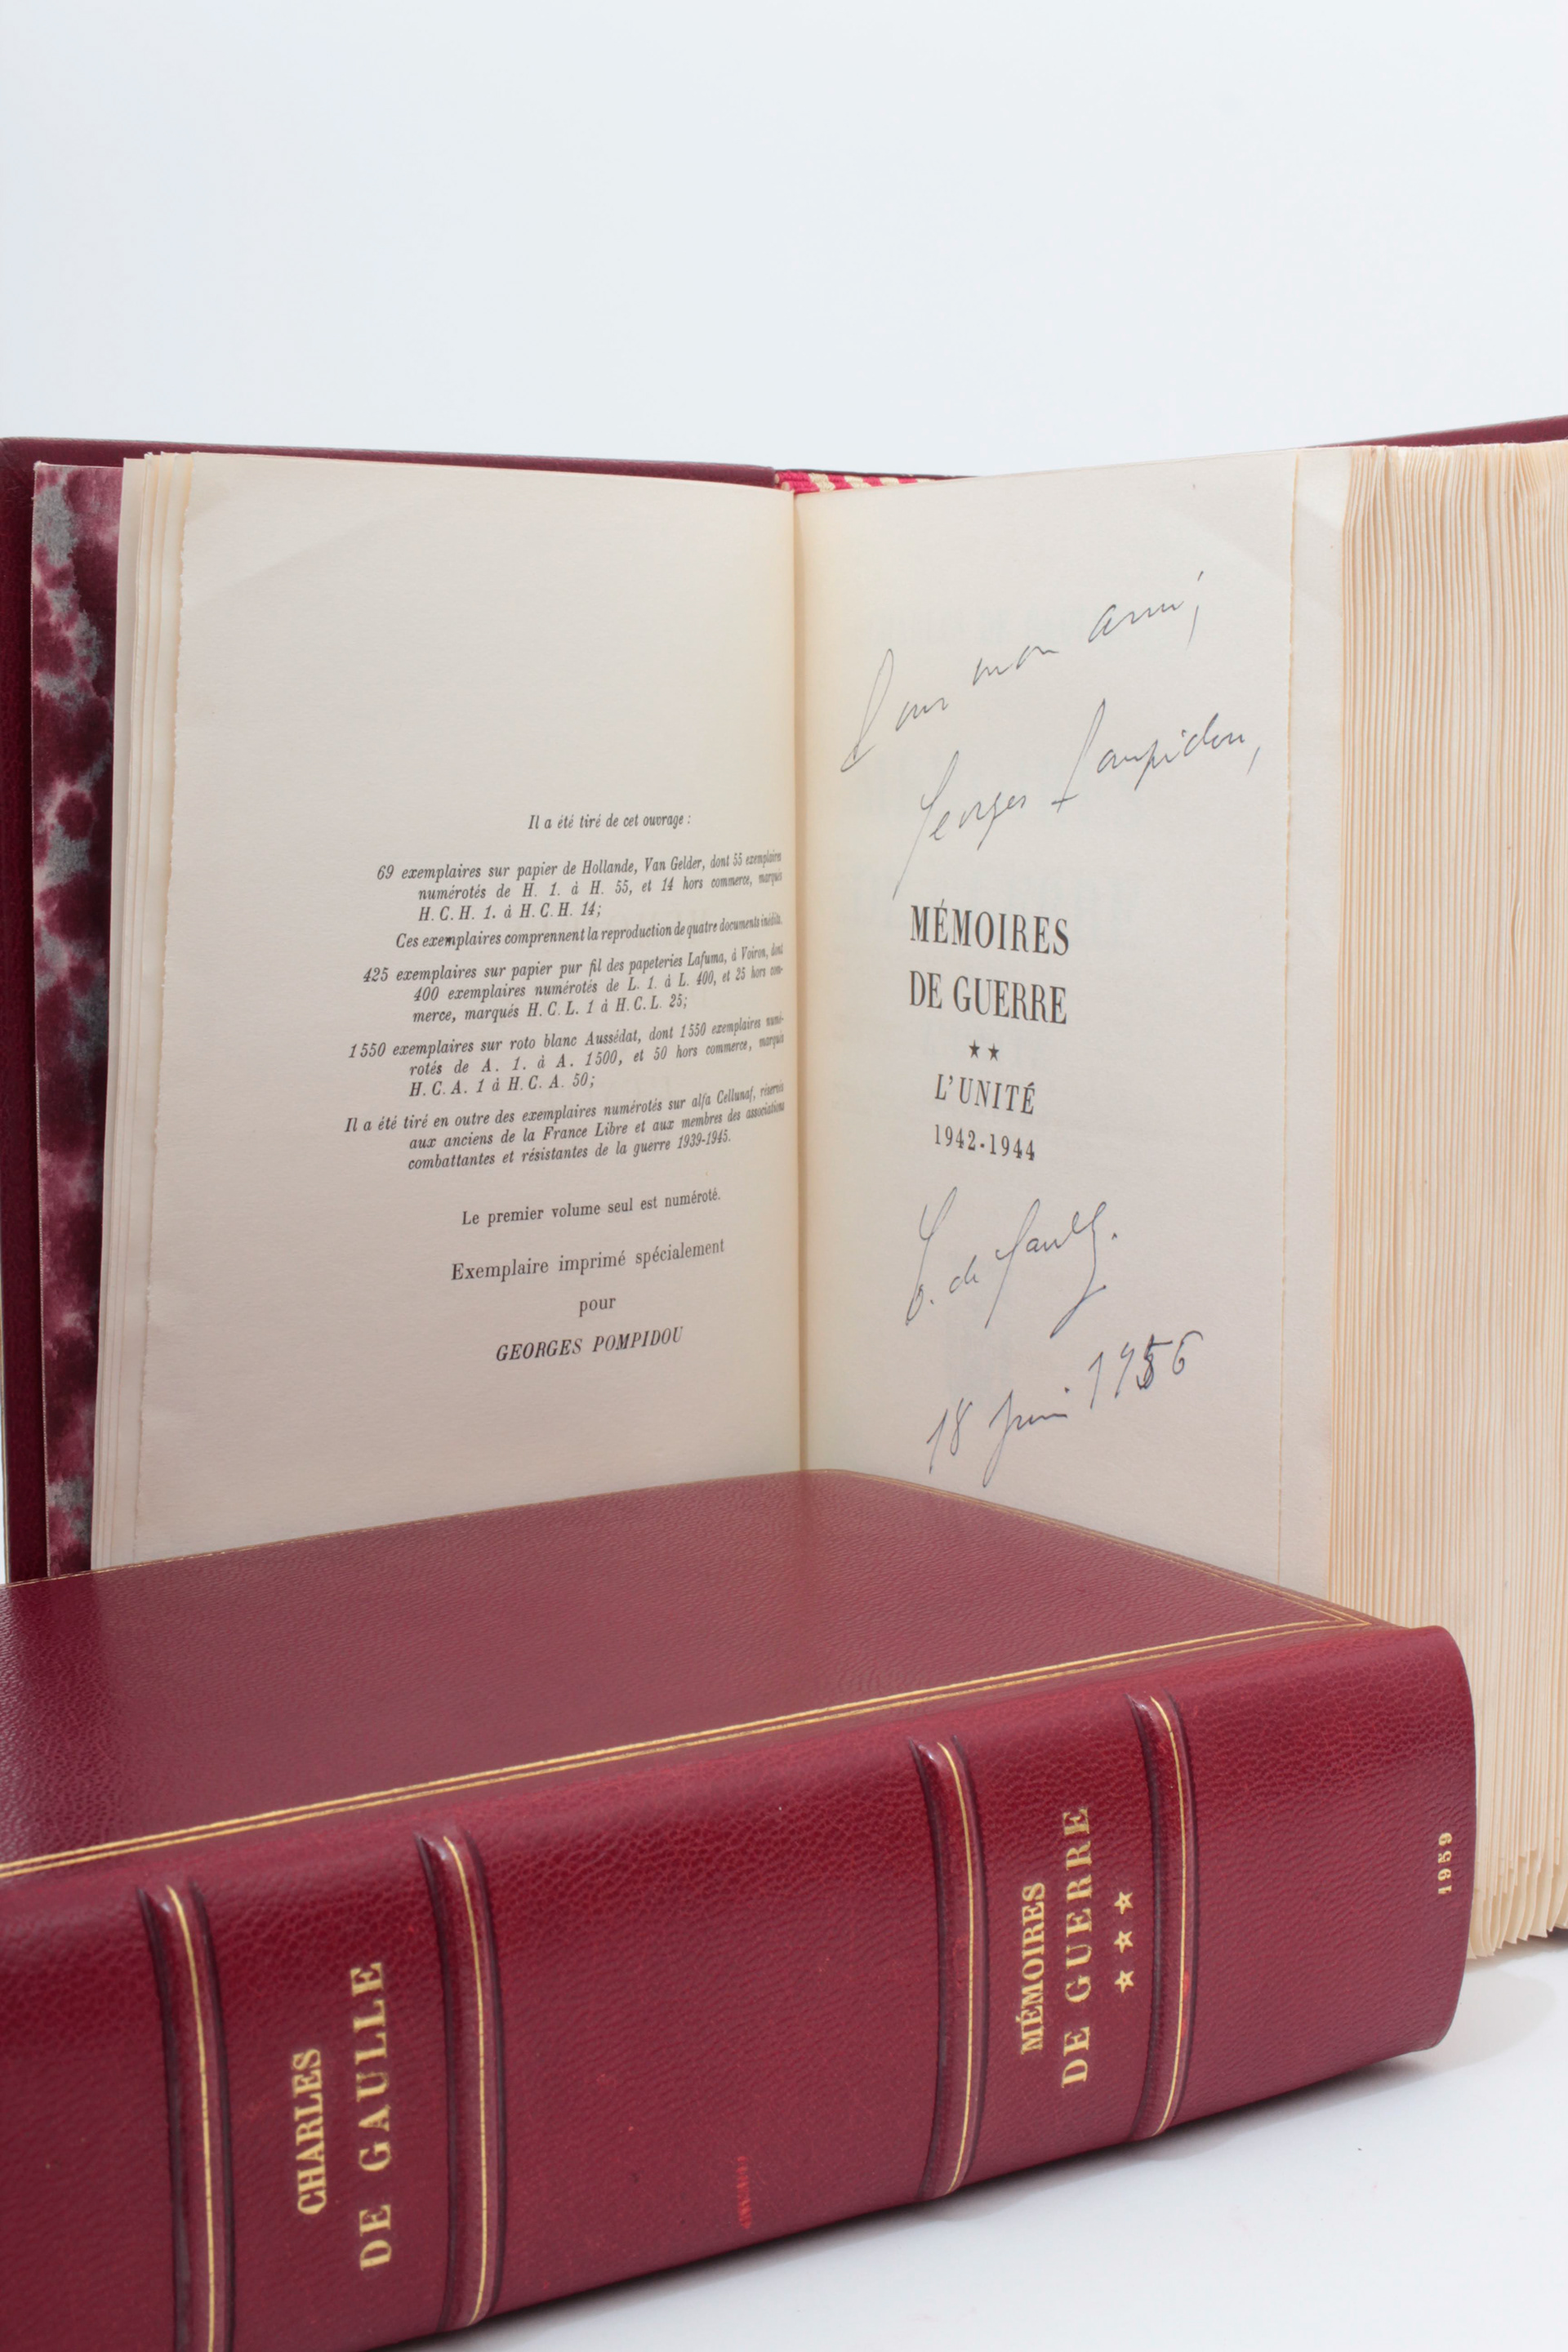 Il a été tiré de cet ouvrage :
69 exemplaires sur papier de Hollande, Van Gelder, dont 55 exemplaires
numérotés de H. 1. à H. 55, et 14 hors commerce, marqués
H. C. H. 1. à H. C. H. 14;
Ces exemplaires comprennent la reproduction de quatre documents inédits.
425 exemplaires sur papier pur fil des papeteries Lafuma, à Voiron, dont
400 exemplaires numérotés de L. 1. à L. 400, et 25 hors com-
merce, marqués H. C. L. 1 à H. C. L. 25;
1 550 exemplaires sur roto blanc Aussédat, dont 1 550 exemplaires numé-
rotés de A. 1. à A. 1500, et 50 hors commerce, marqués
H. C. A. 1 à H. C. A. 50;
Il a été tiré en outre des exemplaires numérotés sur alfa Cellunaf, réservés
aux anciens de la France Libre et aux membres des associations
combattantes et résistantes de la guerre 1939-1945.
Le premier volume seul est numéroté.
Exemplaire imprimé spécialement
pour
GEORGES POMPIDOU
Pour mon ami,
Georges Pompidou,
MÉMOIRES
DE GUERRE
★★
L'UNITÉ
1942-1944
C. de Gaulle.
18 juin 1956
CHARLES
DE GAULLE
MÉMOIRES
DE GUERRE
☆ ☆ ☆
1959